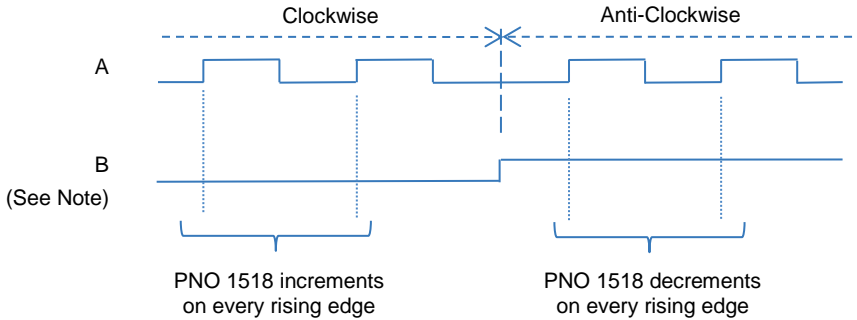 Clockwise
Anti-Clockwise
A
B
(See Note)
PNO 1518 increments
on every rising edge
PNO 1518 decrements
on every rising edge